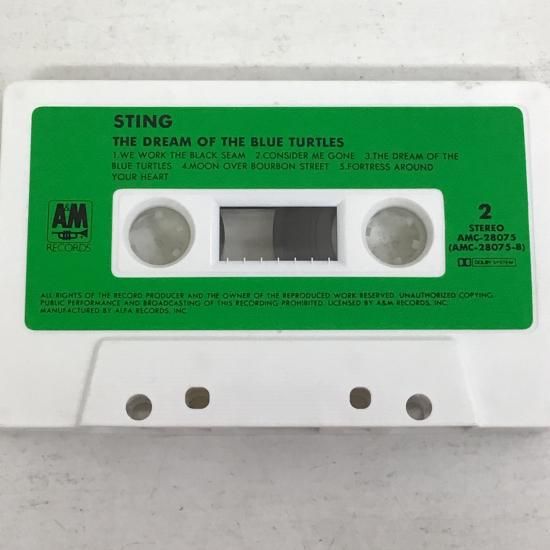 STING
THE DREAM OF THE BLUE TURTLES
1.WE WORK THE BLACK SEAM 2.CONSIDER ME GONE 3.THE DREAM OF THE
BLUE TURTLES 4.MOON OVER BOURBON STREET 5.FORTRESS AROUND
YOUR HEART
A&M
RECORDS
2
STEREO
AMC-28075
(AMC-28075-B)
DOLBY SYSTEM
ALL RIGHTS OF THE RECORD PRODUCER AND THE OWNER OF THE REPRODUCED WORK RESERVED. UNAUTHORIZED COPYING,
PUBLIC PERFORMANCE AND BROADCASTING OF THIS RECORDING PROHIBITED. LICENSED BY A&M RECORDS, INC.
MANUFACTURED BY ALFA RECORDS, INC.